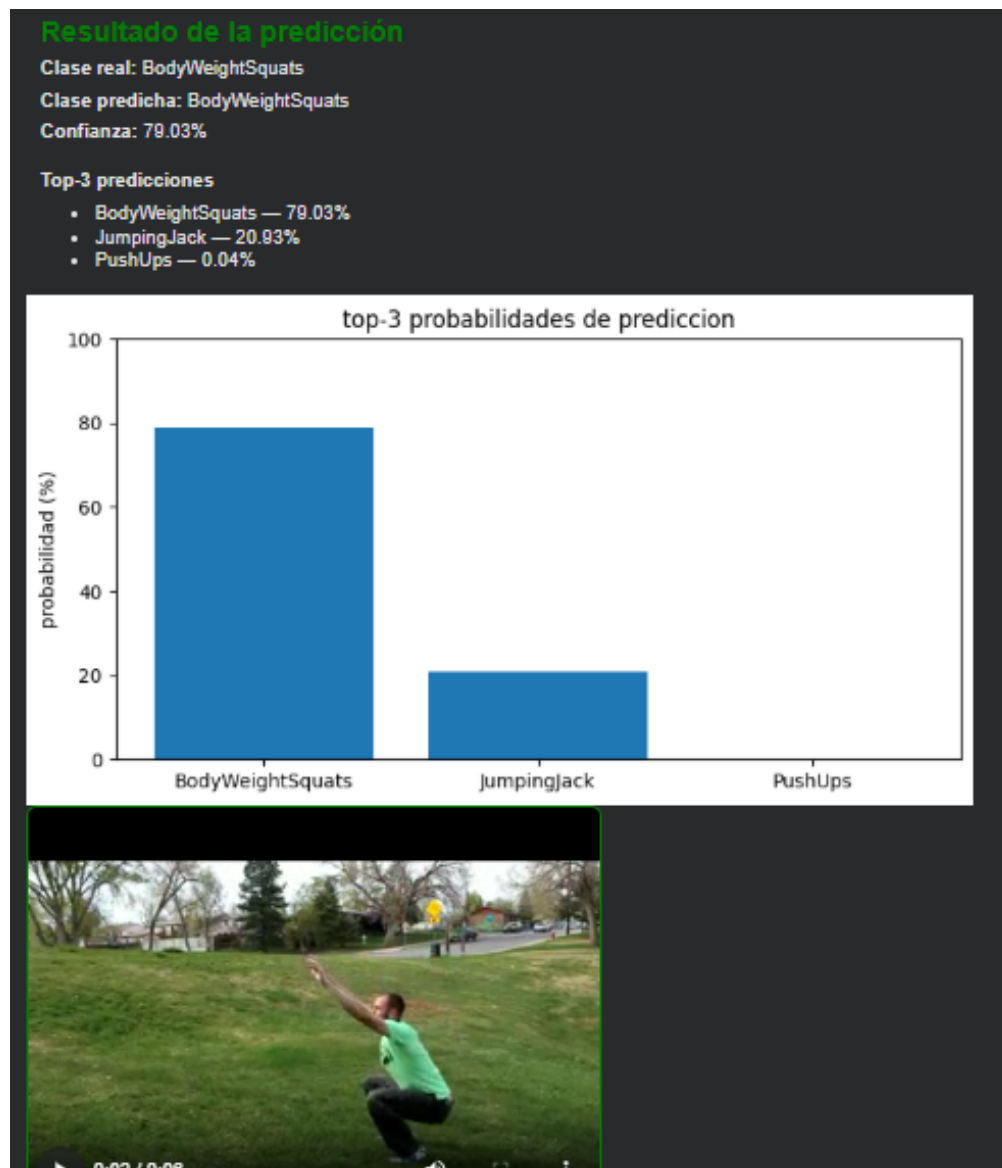 Resultado de la predicción
Clase real: BodyWeightSquats
Clase predicha: BodyWeightSquats
Confianza: 79.03%
Top-3 predicciones
• BodyWeightSquats — 79.03%
• JumpingJack — 20.93%
• PushUps — 0.04%
top-3 probabilidades de prediccion
100
80
60
40
20
0
probabilidad (%)
BodyWeightSquats JumpingJack PushUps